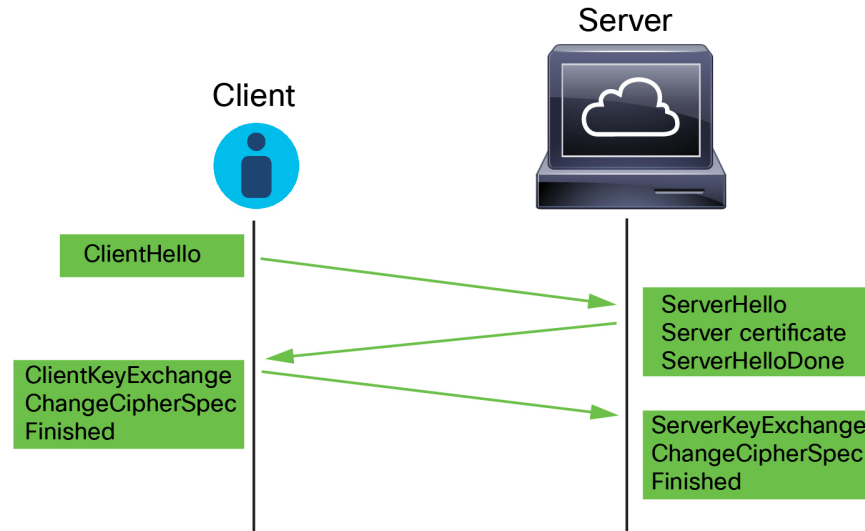 Server
Client
ClientHello
ServerHello
Server certificate
ServerHelloDone
ClientKeyExchange
ChangeCipherSpec
Finished
ServerKeyExchange
ChangeCipherSpec
Finished